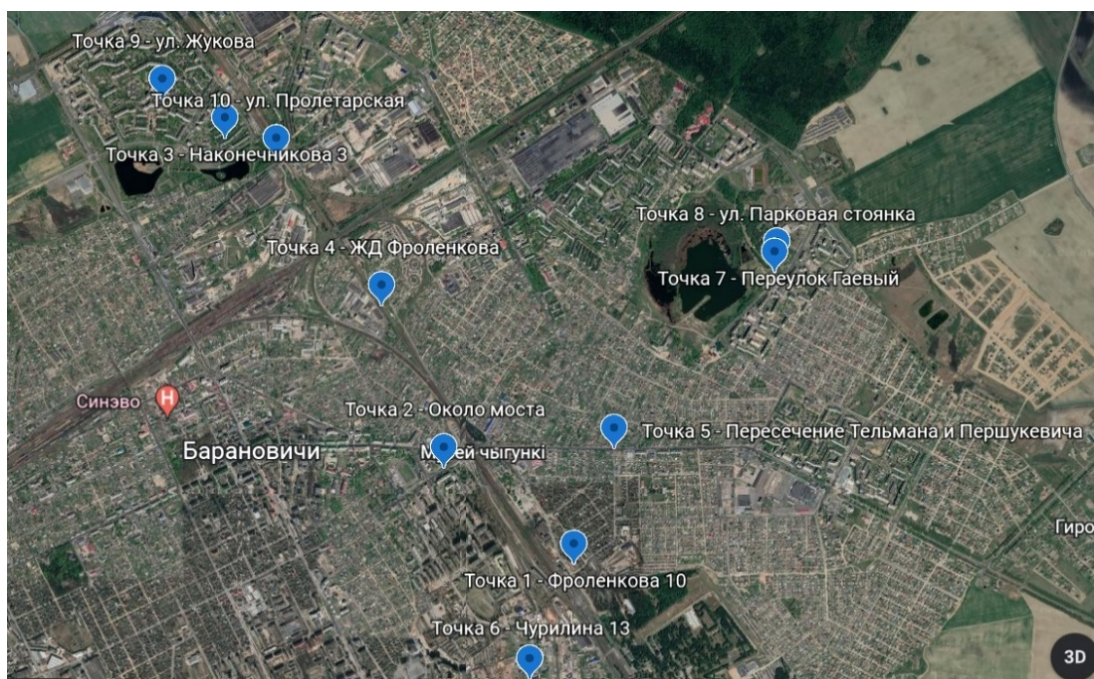 Точка 9 - ул. Жукова
Точка 10 - ул. Пролетарская
Точка 3 - Наконечникова 3
Точка 8 - ул. Парковая стоянка
Точка 4 - ЖД Фроленкова
Точка 7 - Переулок Гаевый
Синэво
H
Точка 2 - Около моста
Точка 5 - Пересечение Тельмана и Першукевича
Барановичи
чыгункі
Гиро
Точка 1 - Фроленкова 10
Точка 6 - Чурилина 13
3D